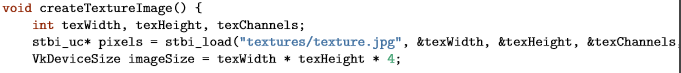 void createTextureImage() {
    int texWidth, texHeight, texChannels;
    stbi_uc* pixels = stbi_load("textures/texture.jpg", &texWidth, &texHeight, &texChannels
    VkDeviceSize imageSize = texWidth * texHeight * 4;